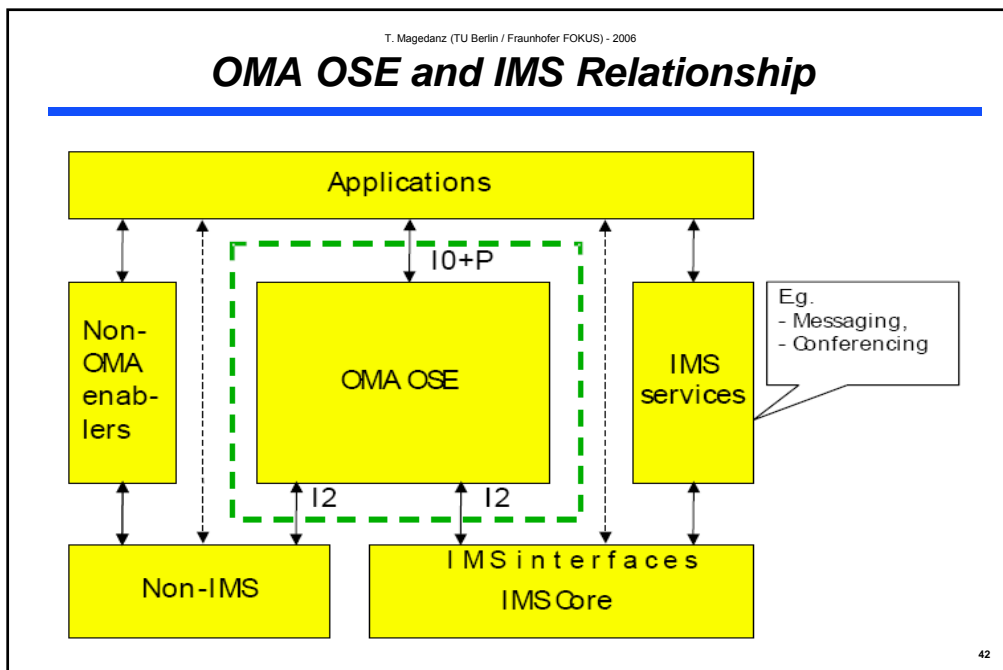 T. Magedanz (TU Berlin / Fraunhofer FOKUS) - 2006
OMA OSE and IMS Relationship
Applications
I0+P
Non-
OMA
enab-
lers
OMA OSE
IMS
services
Eg.
- Messaging,
- Conferencing
I2
I2
Non-IMS
IMS interfaces
IMS Core
42